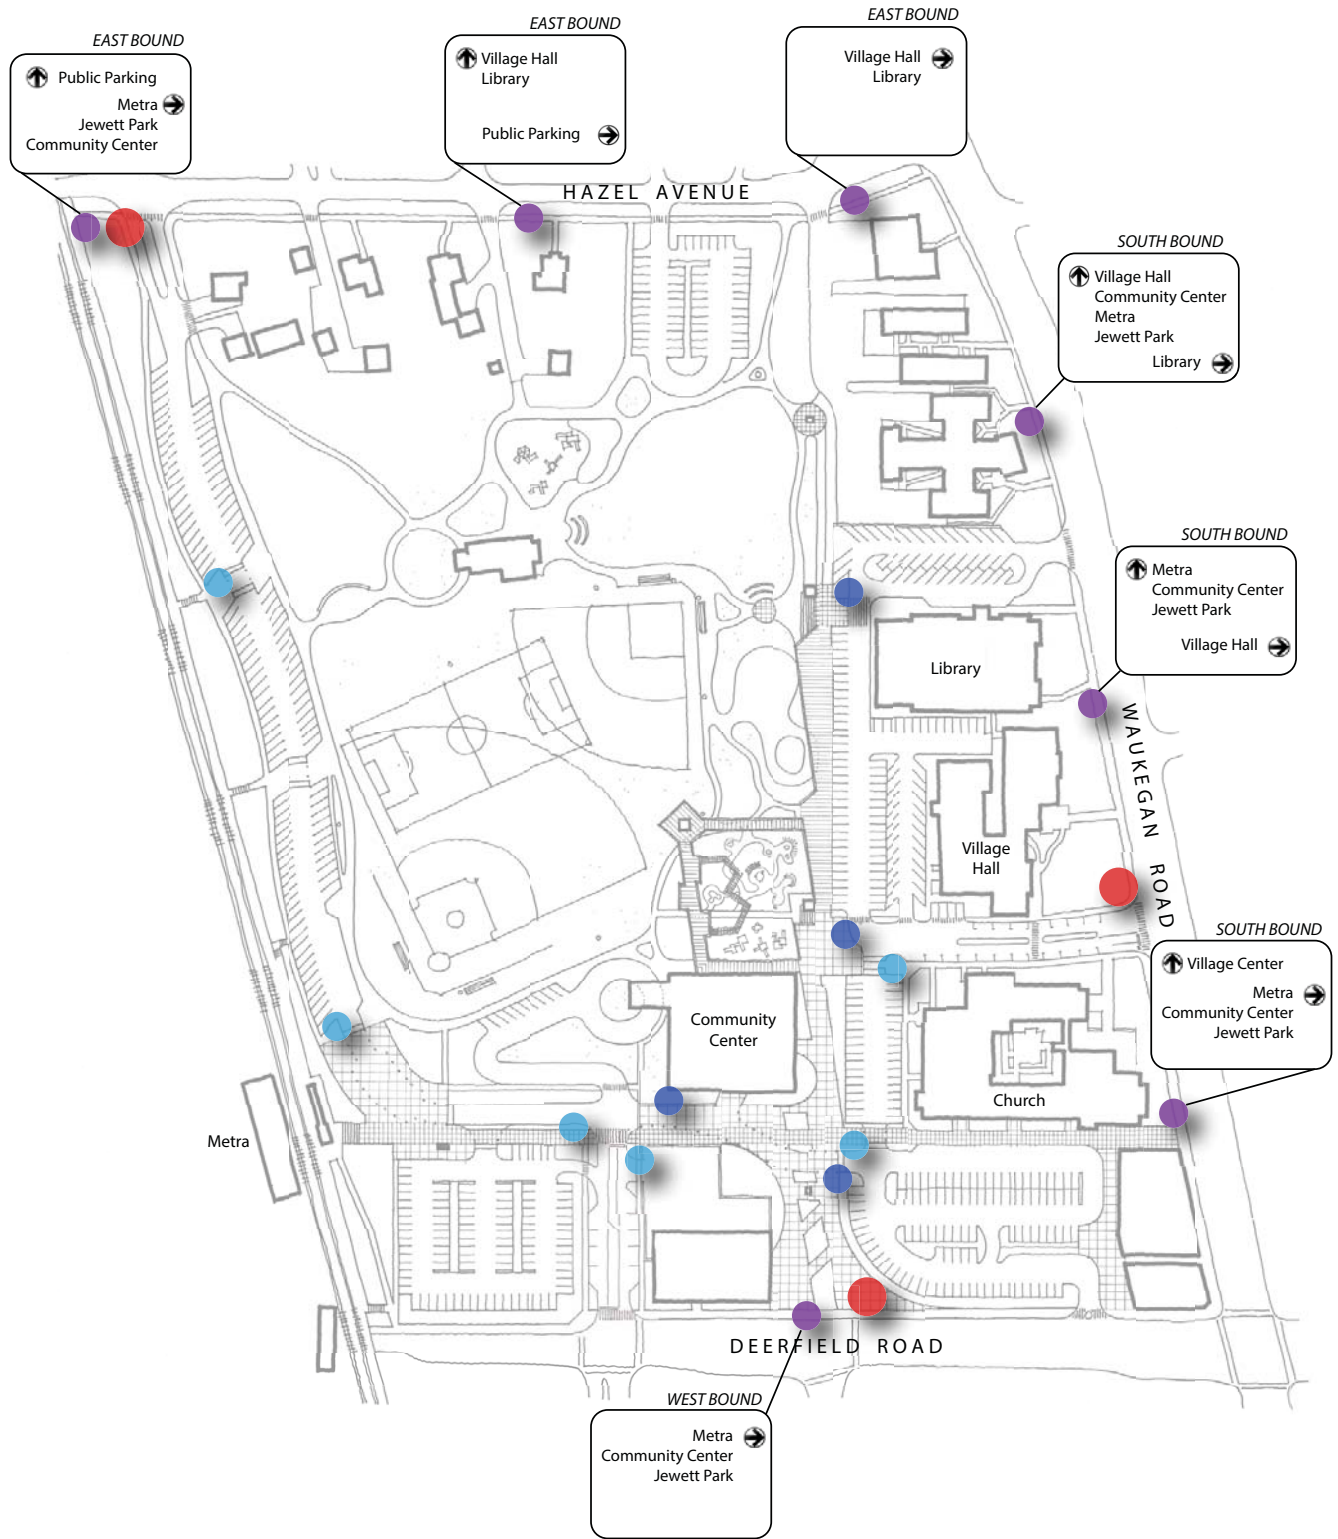 EAST BOUND
Public Parking
Metra
Jewett Park
Community Center
EAST BOUND
Village Hall
Library
Public Parking
EAST BOUND
Village Hall
Library
HAZEL AVENUE
SOUTH BOUND
Village Hall
Community Center
Metra
Jewett Park
Library
SOUTH BOUND
Metra
Community Center
Jewett Park
Village Hall
Library
WAUKEGAN ROAD
Village
Hall
SOUTH BOUND
Village Center
Metra
Community Center
Jewett Park
Community
Center
Church
Metra
DEERFIELD ROAD
WEST BOUND
Metra
Community Center
Jewett Park